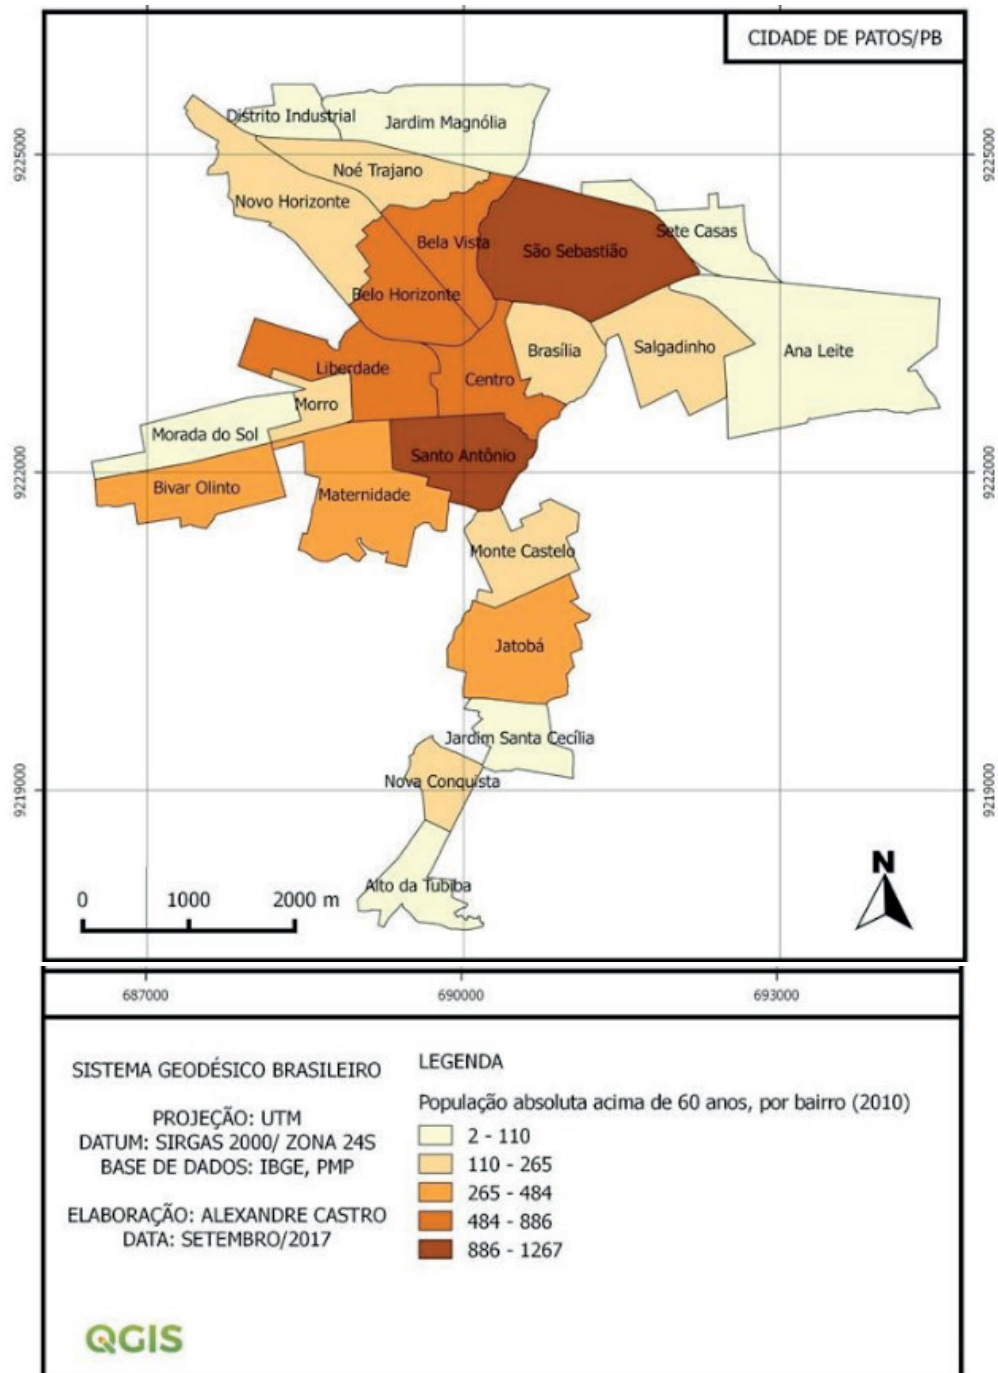 CIDADE DE PATOS/PB
Distrito Industrial
Jardim Magnólia
9225000
9225000
Noé Trajano
Novo Horizonte
Sete Casas
Bela Vista
São Sebastião
Belo Horizonte
Brasília
Salgadinho
Ana Leite
Liberdade
Centro
Morro
Morada do Sol
Santo Antônio
9222000
9222000
Bivar Olinto
Maternidade
Monte Castelo
Jatobá
Jardim Santa Cecília
Nova Conquista
9219000
9219000
Alto da Tubiba
0 1000 2000 m
N
687000 690000 693000
SISTEMA GEODÉSICO BRASILEIRO
PROJEÇÃO: UTM
DATUM: SIRGAS 2000/ ZONA 24S
BASE DE DADOS: IBGE, PMP
ELABORAÇÃO: ALEXANDRE CASTRO
DATA: SETEMBRO/2017
LEGENDA
População absoluta acima de 60 anos, por bairro (2010)
2 - 110
110 - 265
265 - 484
484 - 886
886 - 1267
QGIS